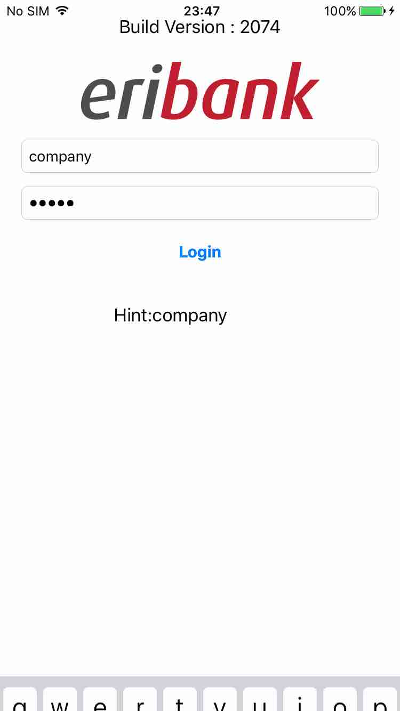 No SIM 23:47 100%
Build Version : 2074
eribank
company
•••••
Login
Hint:company
q w e r t y u i o p